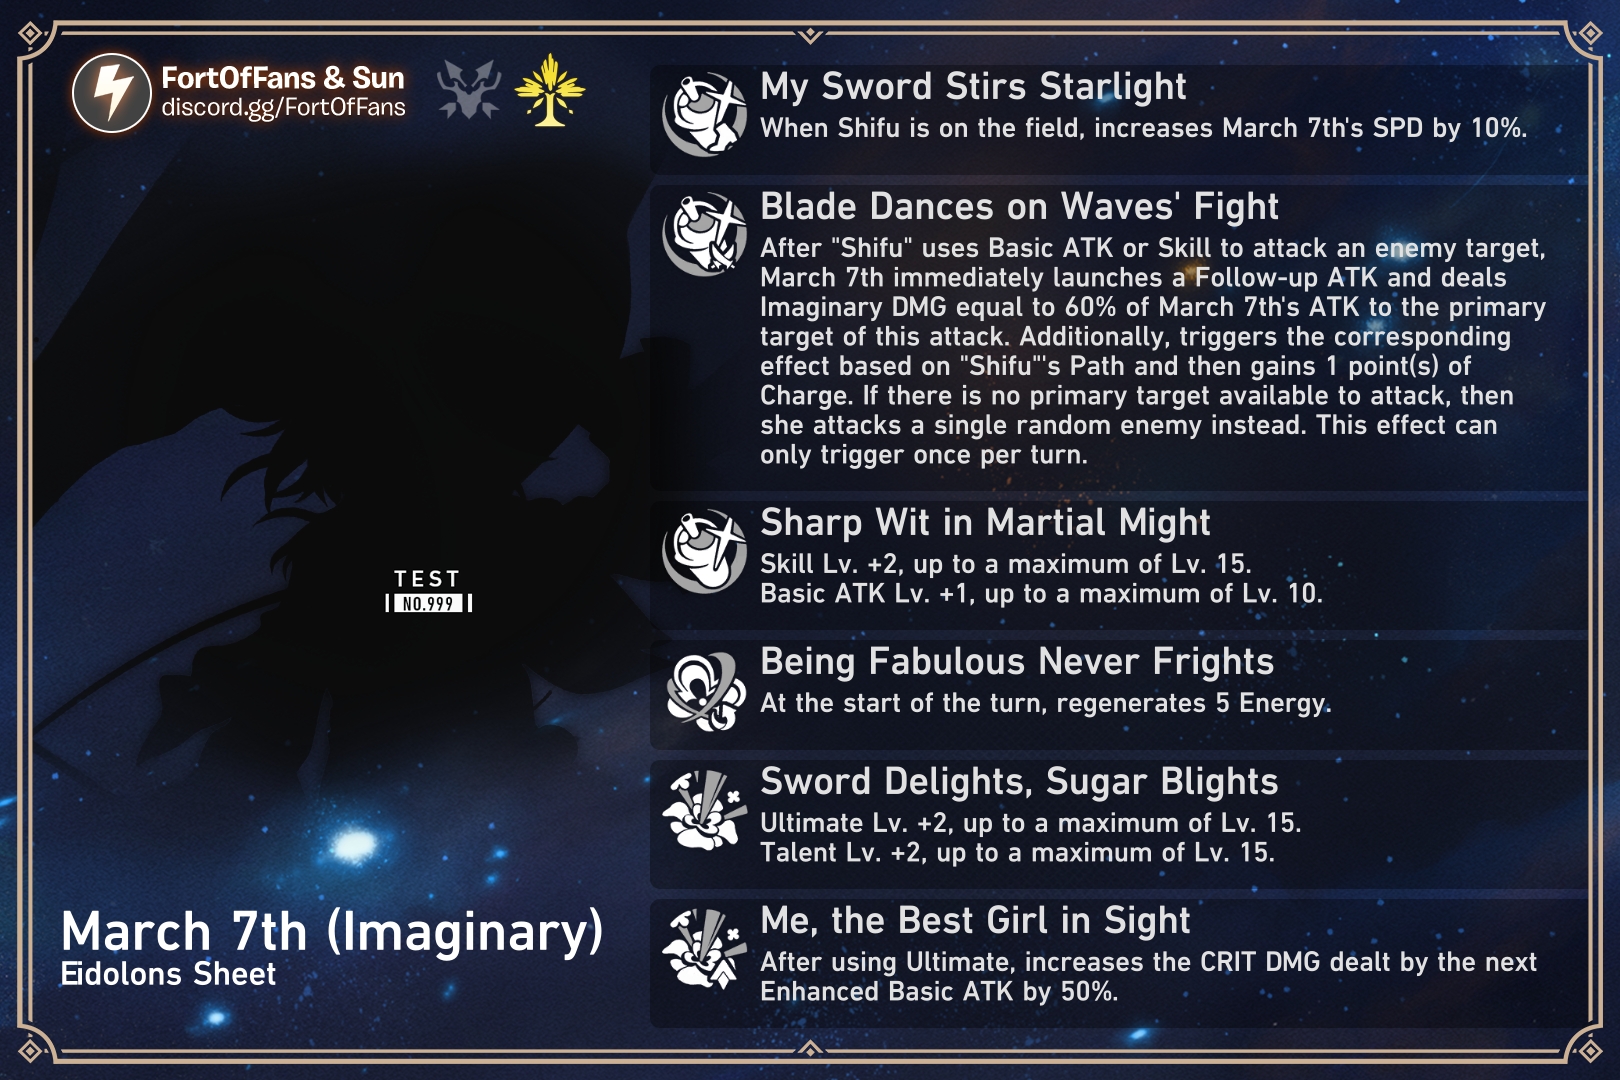 FortOfFans & Sun
discord.gg/FortOfFans
TEST
NO.999
March 7th (Imaginary)
Eidolons Sheet
My Sword Stirs Starlight
When Shifu is on the field, increases March 7th's SPD by 10%.
Blade Dances on Waves' Fight
After "Shifu" uses Basic ATK or Skill to attack an enemy target,
March 7th immediately launches a Follow-up ATK and deals
Imaginary DMG equal to 60% of March 7th's ATK to the primary
target of this attack. Additionally, triggers the corresponding
effect based on "Shifu"'s Path and then gains 1 point(s) of
Charge. If there is no primary target available to attack, then
she attacks a single random enemy instead. This effect can
only trigger once per turn.
Sharp Wit in Martial Might
Skill Lv. +2, up to a maximum of Lv. 15.
Basic ATK Lv. +1, up to a maximum of Lv. 10.
Being Fabulous Never Frights
At the start of the turn, regenerates 5 Energy.
Sword Delights, Sugar Blights
Ultimate Lv. +2, up to a maximum of Lv. 15.
Talent Lv. +2, up to a maximum of Lv. 15.
Me, the Best Girl in Sight
After using Ultimate, increases the CRIT DMG dealt by the next
Enhanced Basic ATK by 50%.